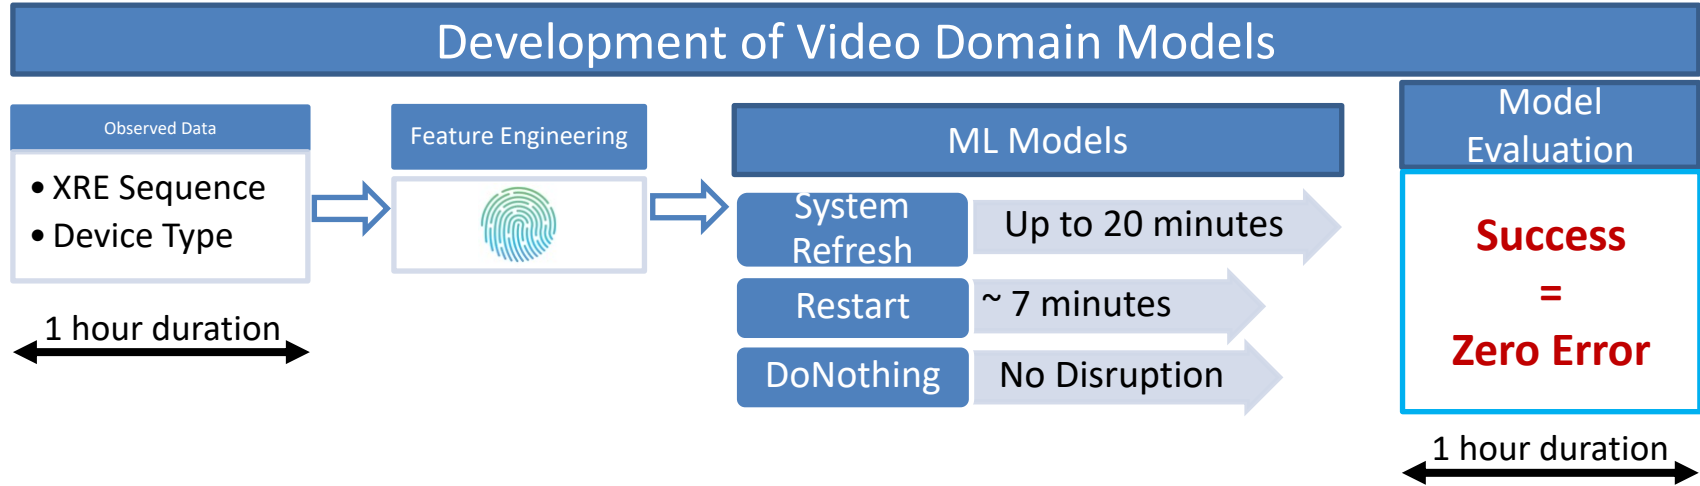 Development of Video Domain Models
Observed Data
• XRE Sequence
• Device Type
1 hour duration
Feature Engineering
ML Models
System
Refresh
Up to 20 minutes
Restart
~ 7 minutes
DoNothing
No Disruption
Model
Evaluation
Success
=
Zero Error
1 hour duration